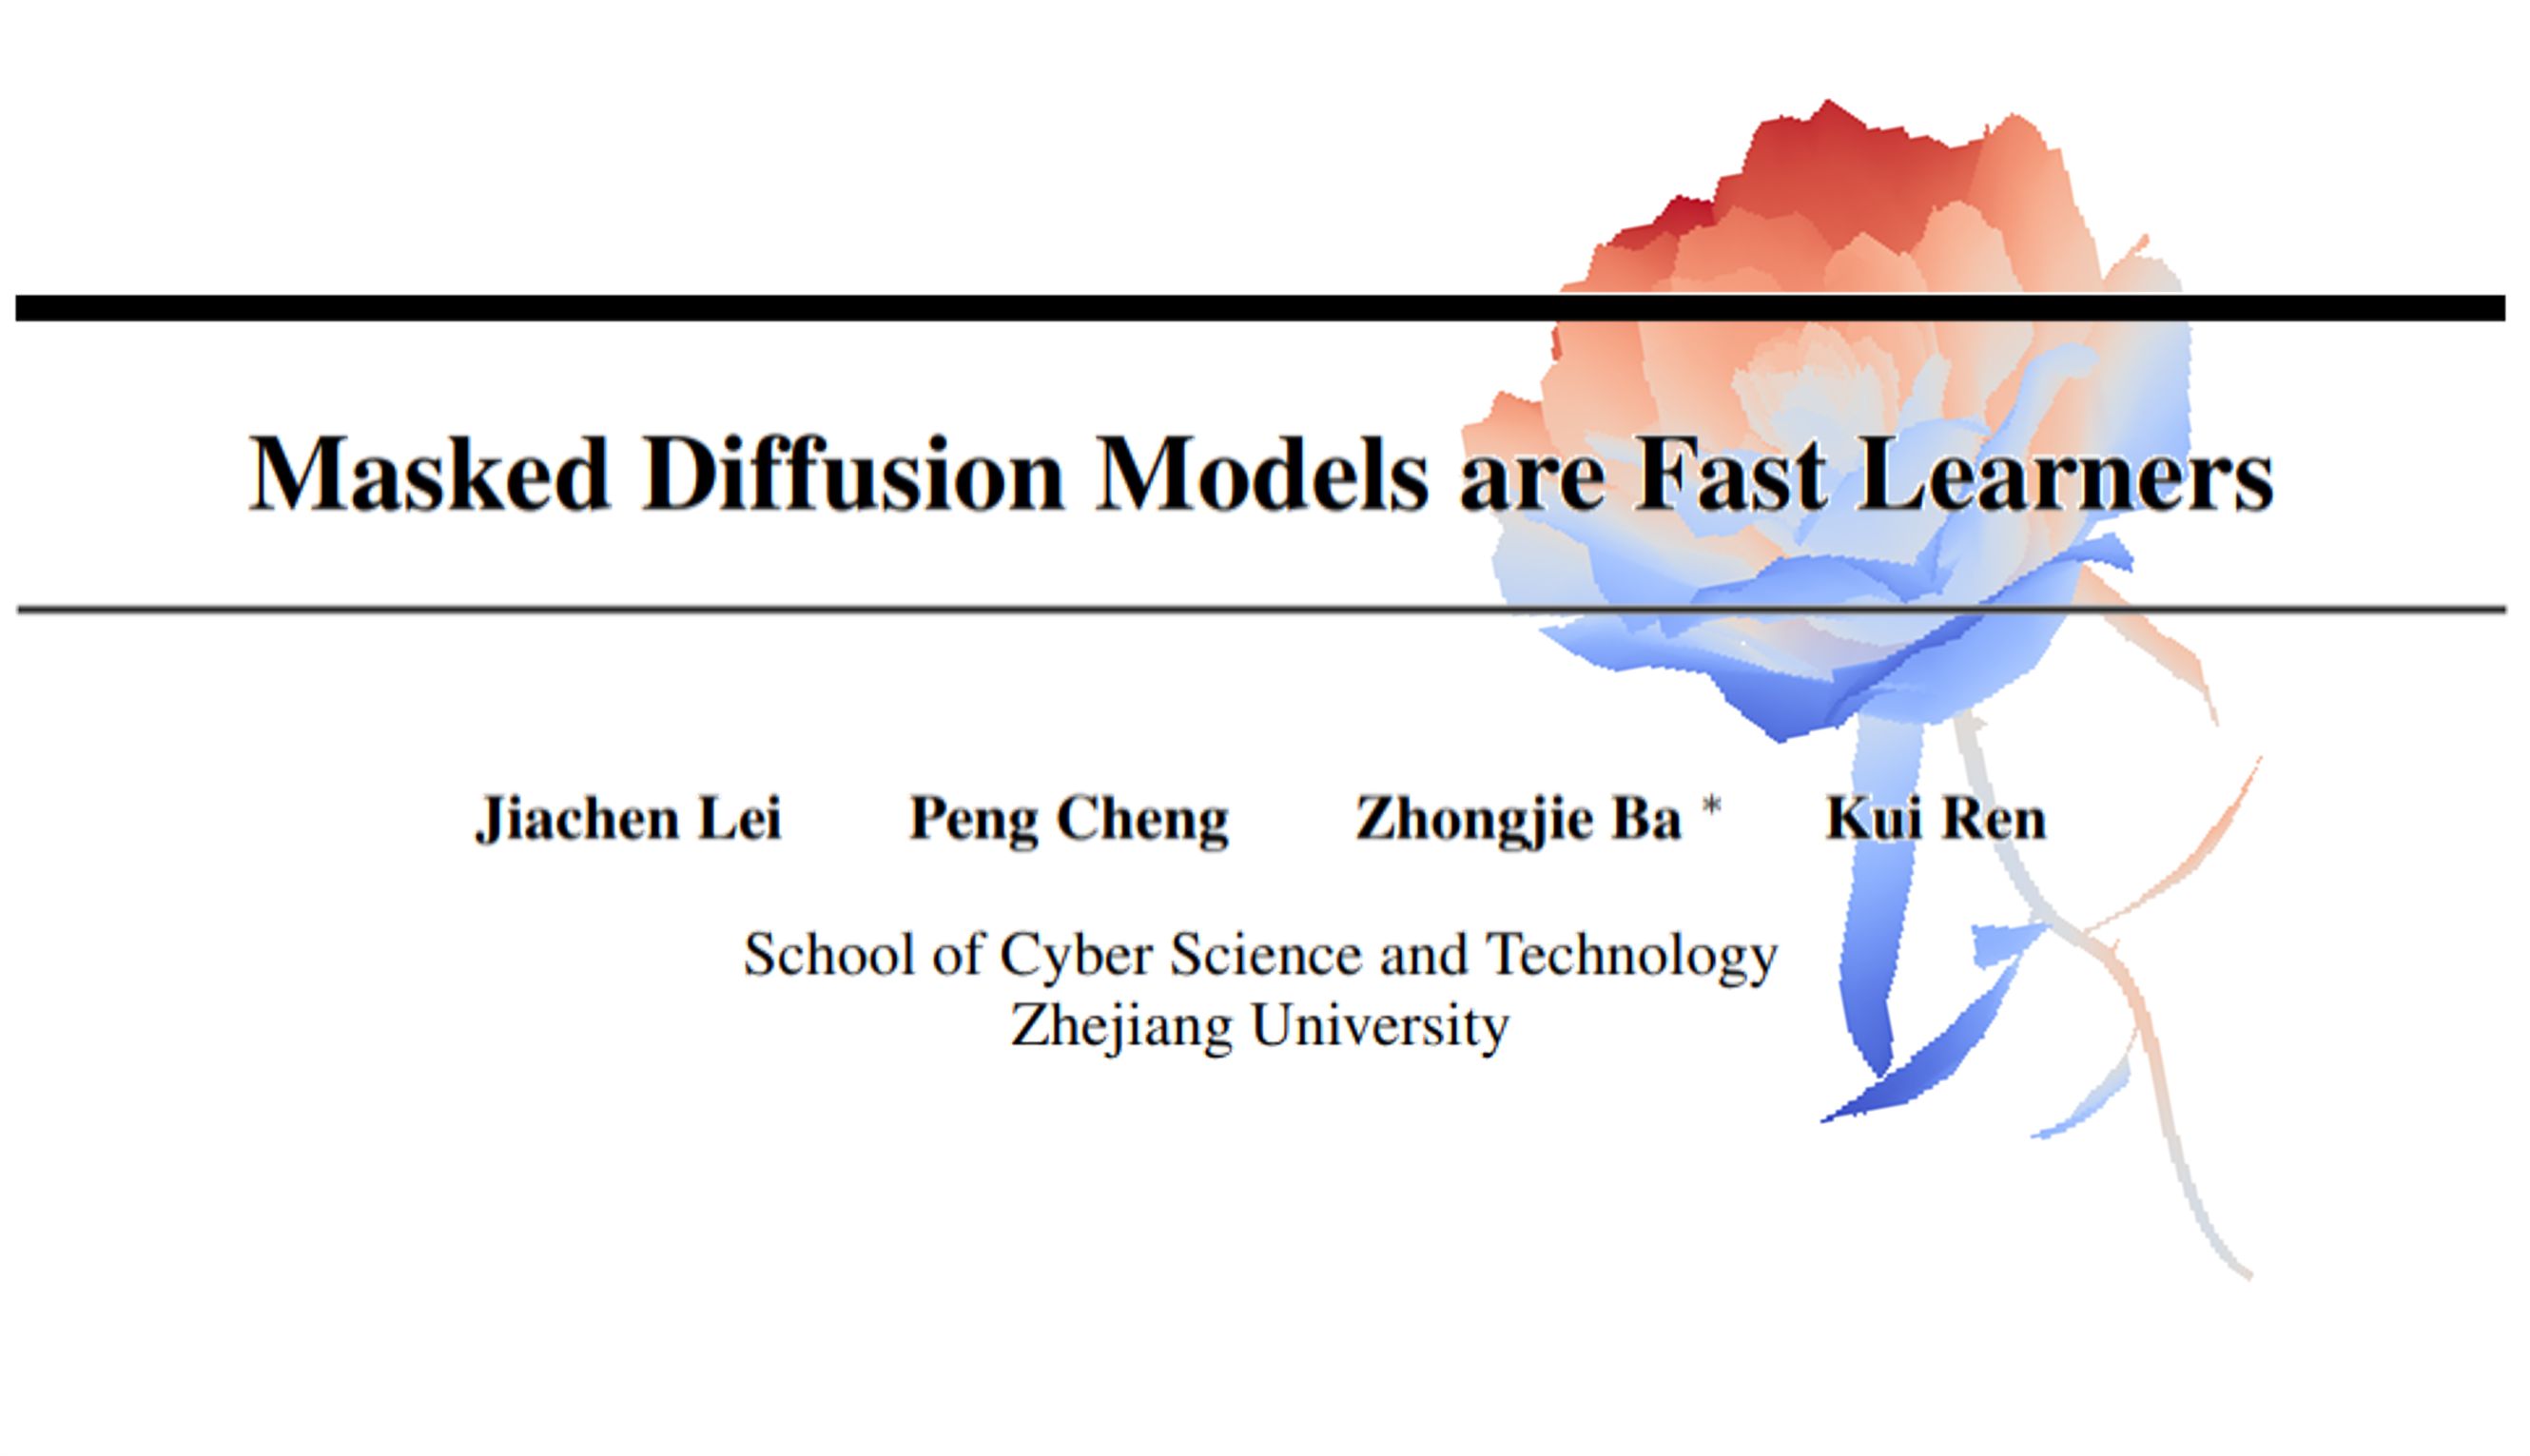 Masked Diffusion Models are Fast Learners
Jiachen Lei Peng Cheng Zhongjie Ba * Kui Ren
School of Cyber Science and Technology
Zhejiang University